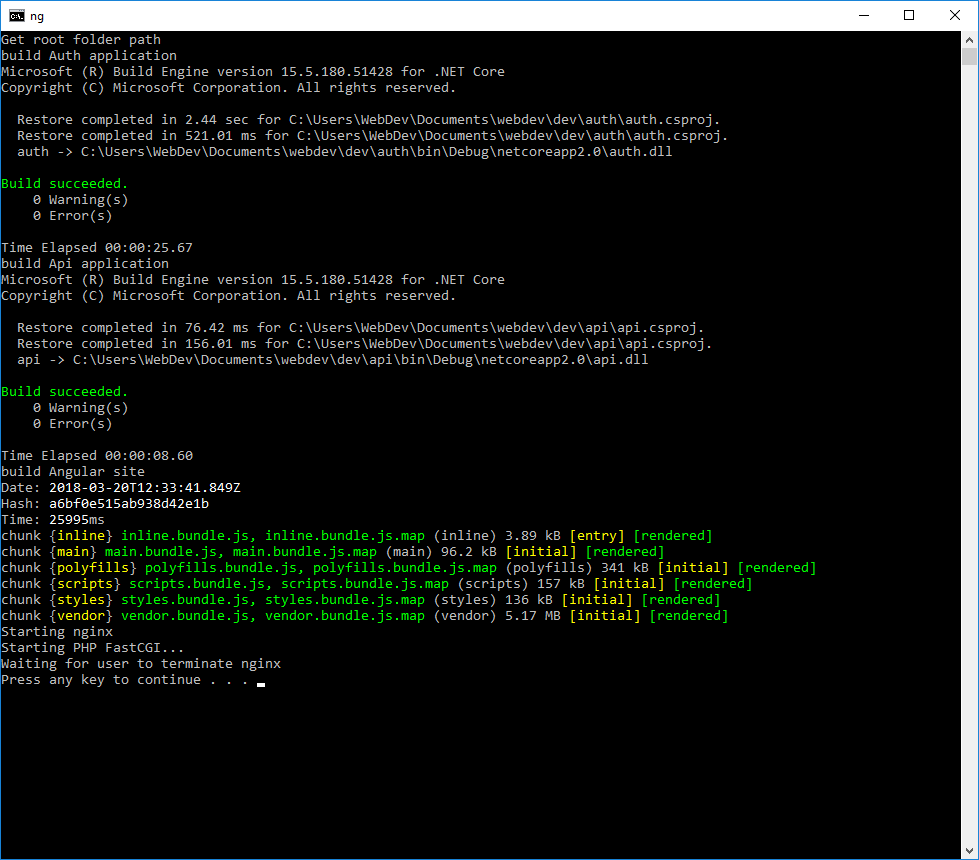 ng
Get root folder path
build Auth application
Microsoft (R) Build Engine version 15.5.180.51428 for .NET Core
Copyright (C) Microsoft Corporation. All rights reserved.

  Restore completed in 2.44 sec for C:\Users\WebDev\Documents\webdev\dev\auth\auth.csproj.
  Restore completed in 521.01 ms for C:\Users\WebDev\Documents\webdev\dev\auth\auth.csproj.
  auth -> C:\Users\WebDev\Documents\webdev\dev\auth\bin\Debug\netcoreapp2.0\auth.dll

Build succeeded.
    0 Warning(s)
    0 Error(s)

Time Elapsed 00:00:25.67
build Api application
Microsoft (R) Build Engine version 15.5.180.51428 for .NET Core
Copyright (C) Microsoft Corporation. All rights reserved.

  Restore completed in 76.42 ms for C:\Users\WebDev\Documents\webdev\dev\api\api.csproj.
  Restore completed in 156.01 ms for C:\Users\WebDev\Documents\webdev\dev\api\api.csproj.
  api -> C:\Users\WebDev\Documents\webdev\dev\api\bin\Debug\netcoreapp2.0\api.dll

Build succeeded.
    0 Warning(s)
    0 Error(s)

Time Elapsed 00:00:08.60
build Angular site
Date: 2018-03-20T12:33:41.849Z
Hash: a6bf0e515ab938d42e1b
Time: 25995ms
chunk {inline} inline.bundle.js, inline.bundle.js.map (inline) 3.89 kB [entry] [rendered]
chunk {main} main.bundle.js, main.bundle.js.map (main) 96.2 kB [initial] [rendered]
chunk {polyfills} polyfills.bundle.js, polyfills.bundle.js.map (polyfills) 341 kB [initial] [rendered]
chunk {scripts} scripts.bundle.js, scripts.bundle.js.map (scripts) 157 kB [initial] [rendered]
chunk {styles} styles.bundle.js, styles.bundle.js.map (styles) 136 kB [initial] [rendered]
chunk {vendor} vendor.bundle.js, vendor.bundle.js.map (vendor) 5.17 MB [initial] [rendered]
Starting nginx
Starting PHP FastCGI...
Waiting for user to terminate nginx
Press any key to continue . . .